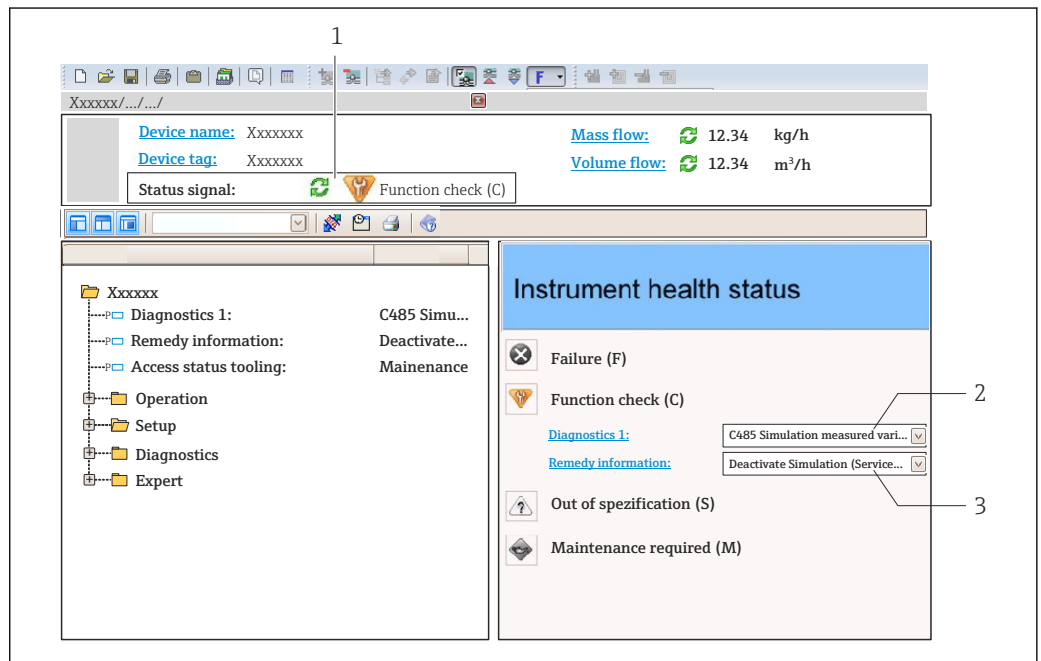 1
F
Xxxxxx/.../.../
Device name: Xxxxxxx
Mass flow: 12.34 kg/h
Device tag: Xxxxxxx
Volume flow: 12.34 m³/h
Status signal: Function check (C)
Xxxxxx
P Diagnostics 1: C485 Simu...
P Remedy information: Deactivate...
P Access status tooling: Mainenance
Operation
Setup
Diagnostics
Expert
Instrument health status
Failure (F)
Function check (C)
Diagnostics 1: C485 Simulation measured vari...
2
Remedy information: Deactivate Simulation (Service...
3
Out of spezification (S)
Maintenance required (M)